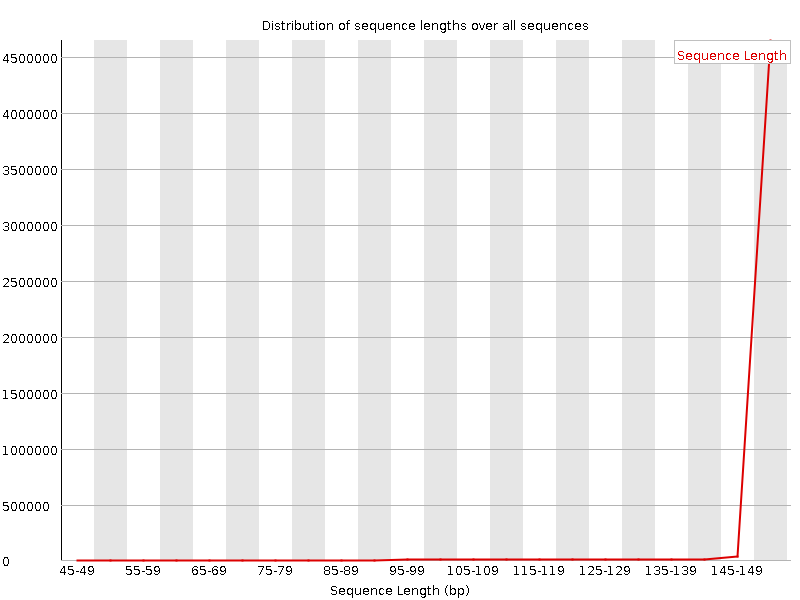 Distribution of sequence lengths over all sequences
Sequence Length
4500000
4000000
3500000
3000000
2500000
2000000
1500000
1000000
500000
0
45-49 55-59 65-69 75-79 85-89 95-99 105-109 115-119 125-129 135-139 145-149
Sequence Length (bp)